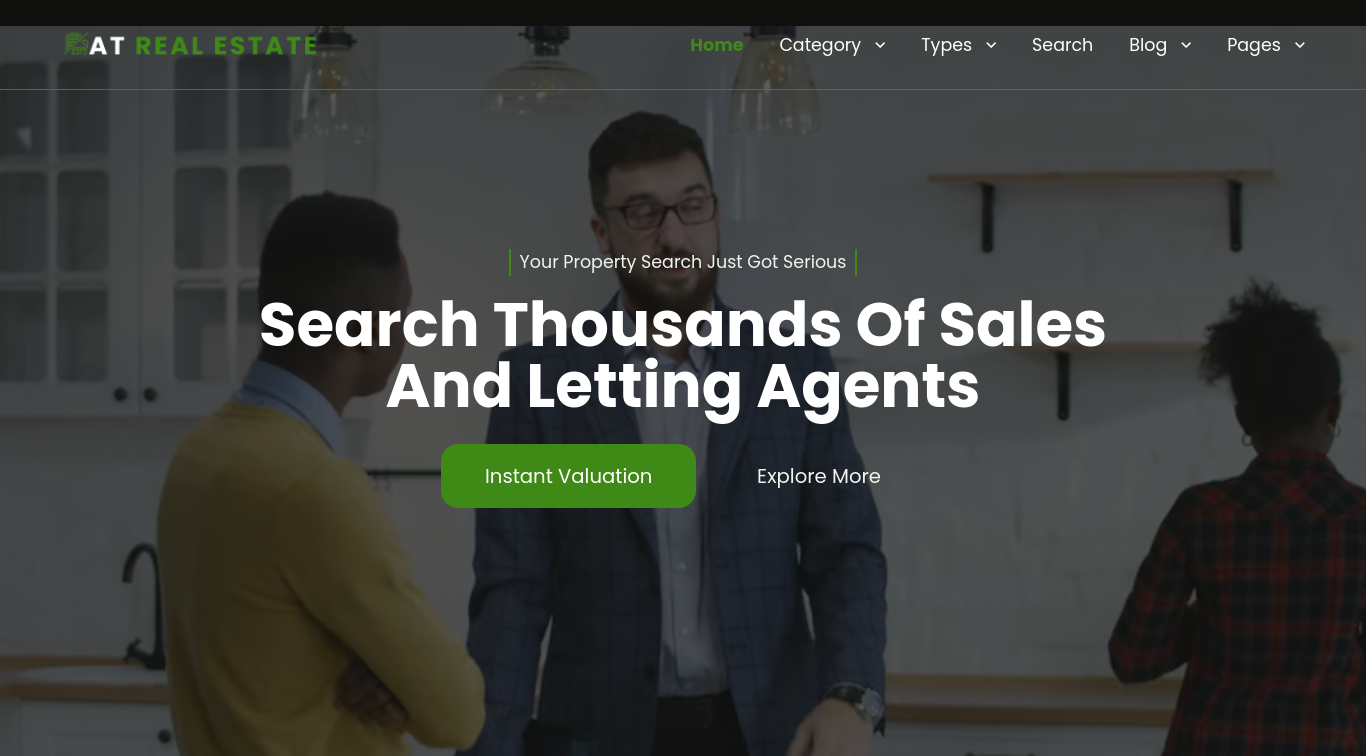 AT REAL ESTATE
Home
Category
Types
Search
Blog
Pages
Your Property Search Just Got Serious
Search Thousands Of Sales
And Letting Agents
Instant Valuation
Explore More